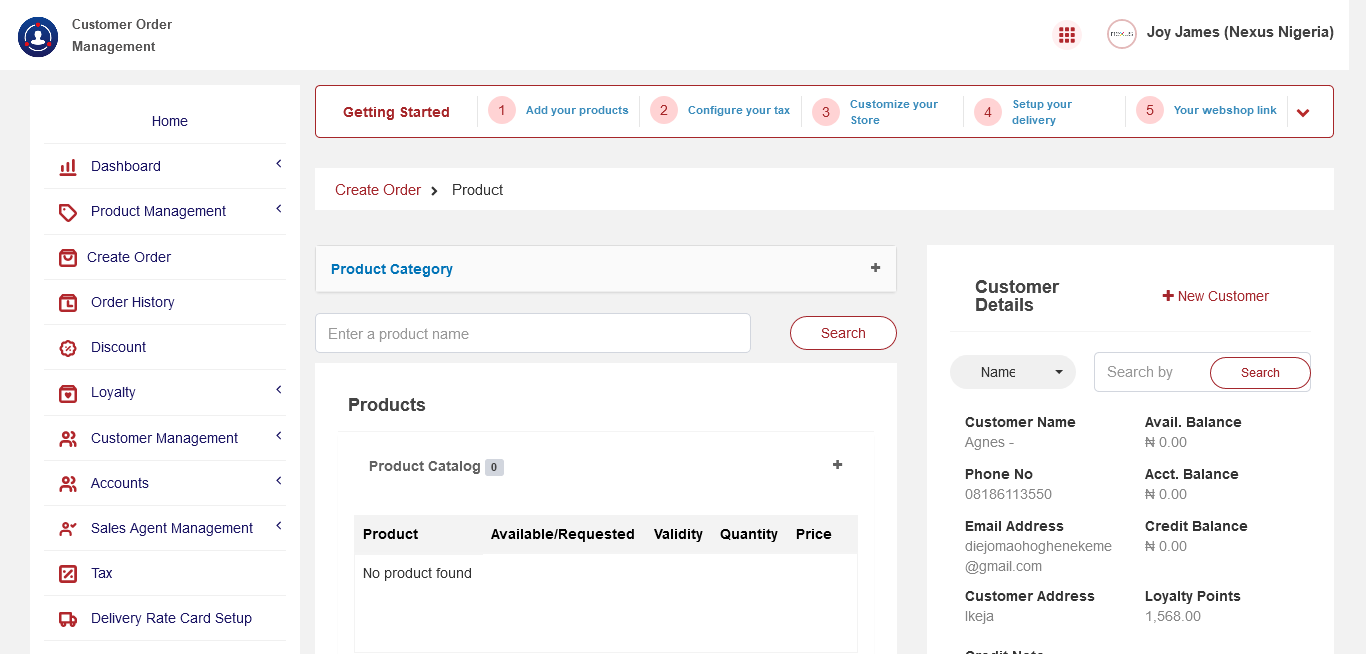 Customer Order
Management
nexus
Joy James (Nexus Nigeria)
Getting Started
1
Add your products
2
Configure your tax
3
Customize your
Store
4
Setup your
delivery
5
Your webshop link
Home
Dashboard
Product Management
Create Order
Order History
Discount
Loyalty
Customer Management
Accounts
Sales Agent Management
Tax
Delivery Rate Card Setup
Create Order > Product
Product Category +
Enter a product name
Search
Products
Product Catalog 0 +
Product Available/Requested Validity Quantity Price
No product found
Customer
Details
+ New Customer
Name
Search by
Search
Customer Name
Agnes -
Avail. Balance
₦ 0.00
Phone No
08186113550
Acct. Balance
₦ 0.00
Email Address
diejomaohoghenekeme
@gmail.com
Credit Balance
₦ 0.00
Customer Address
Ikeja
Loyalty Points
1,568.00
Credit Note